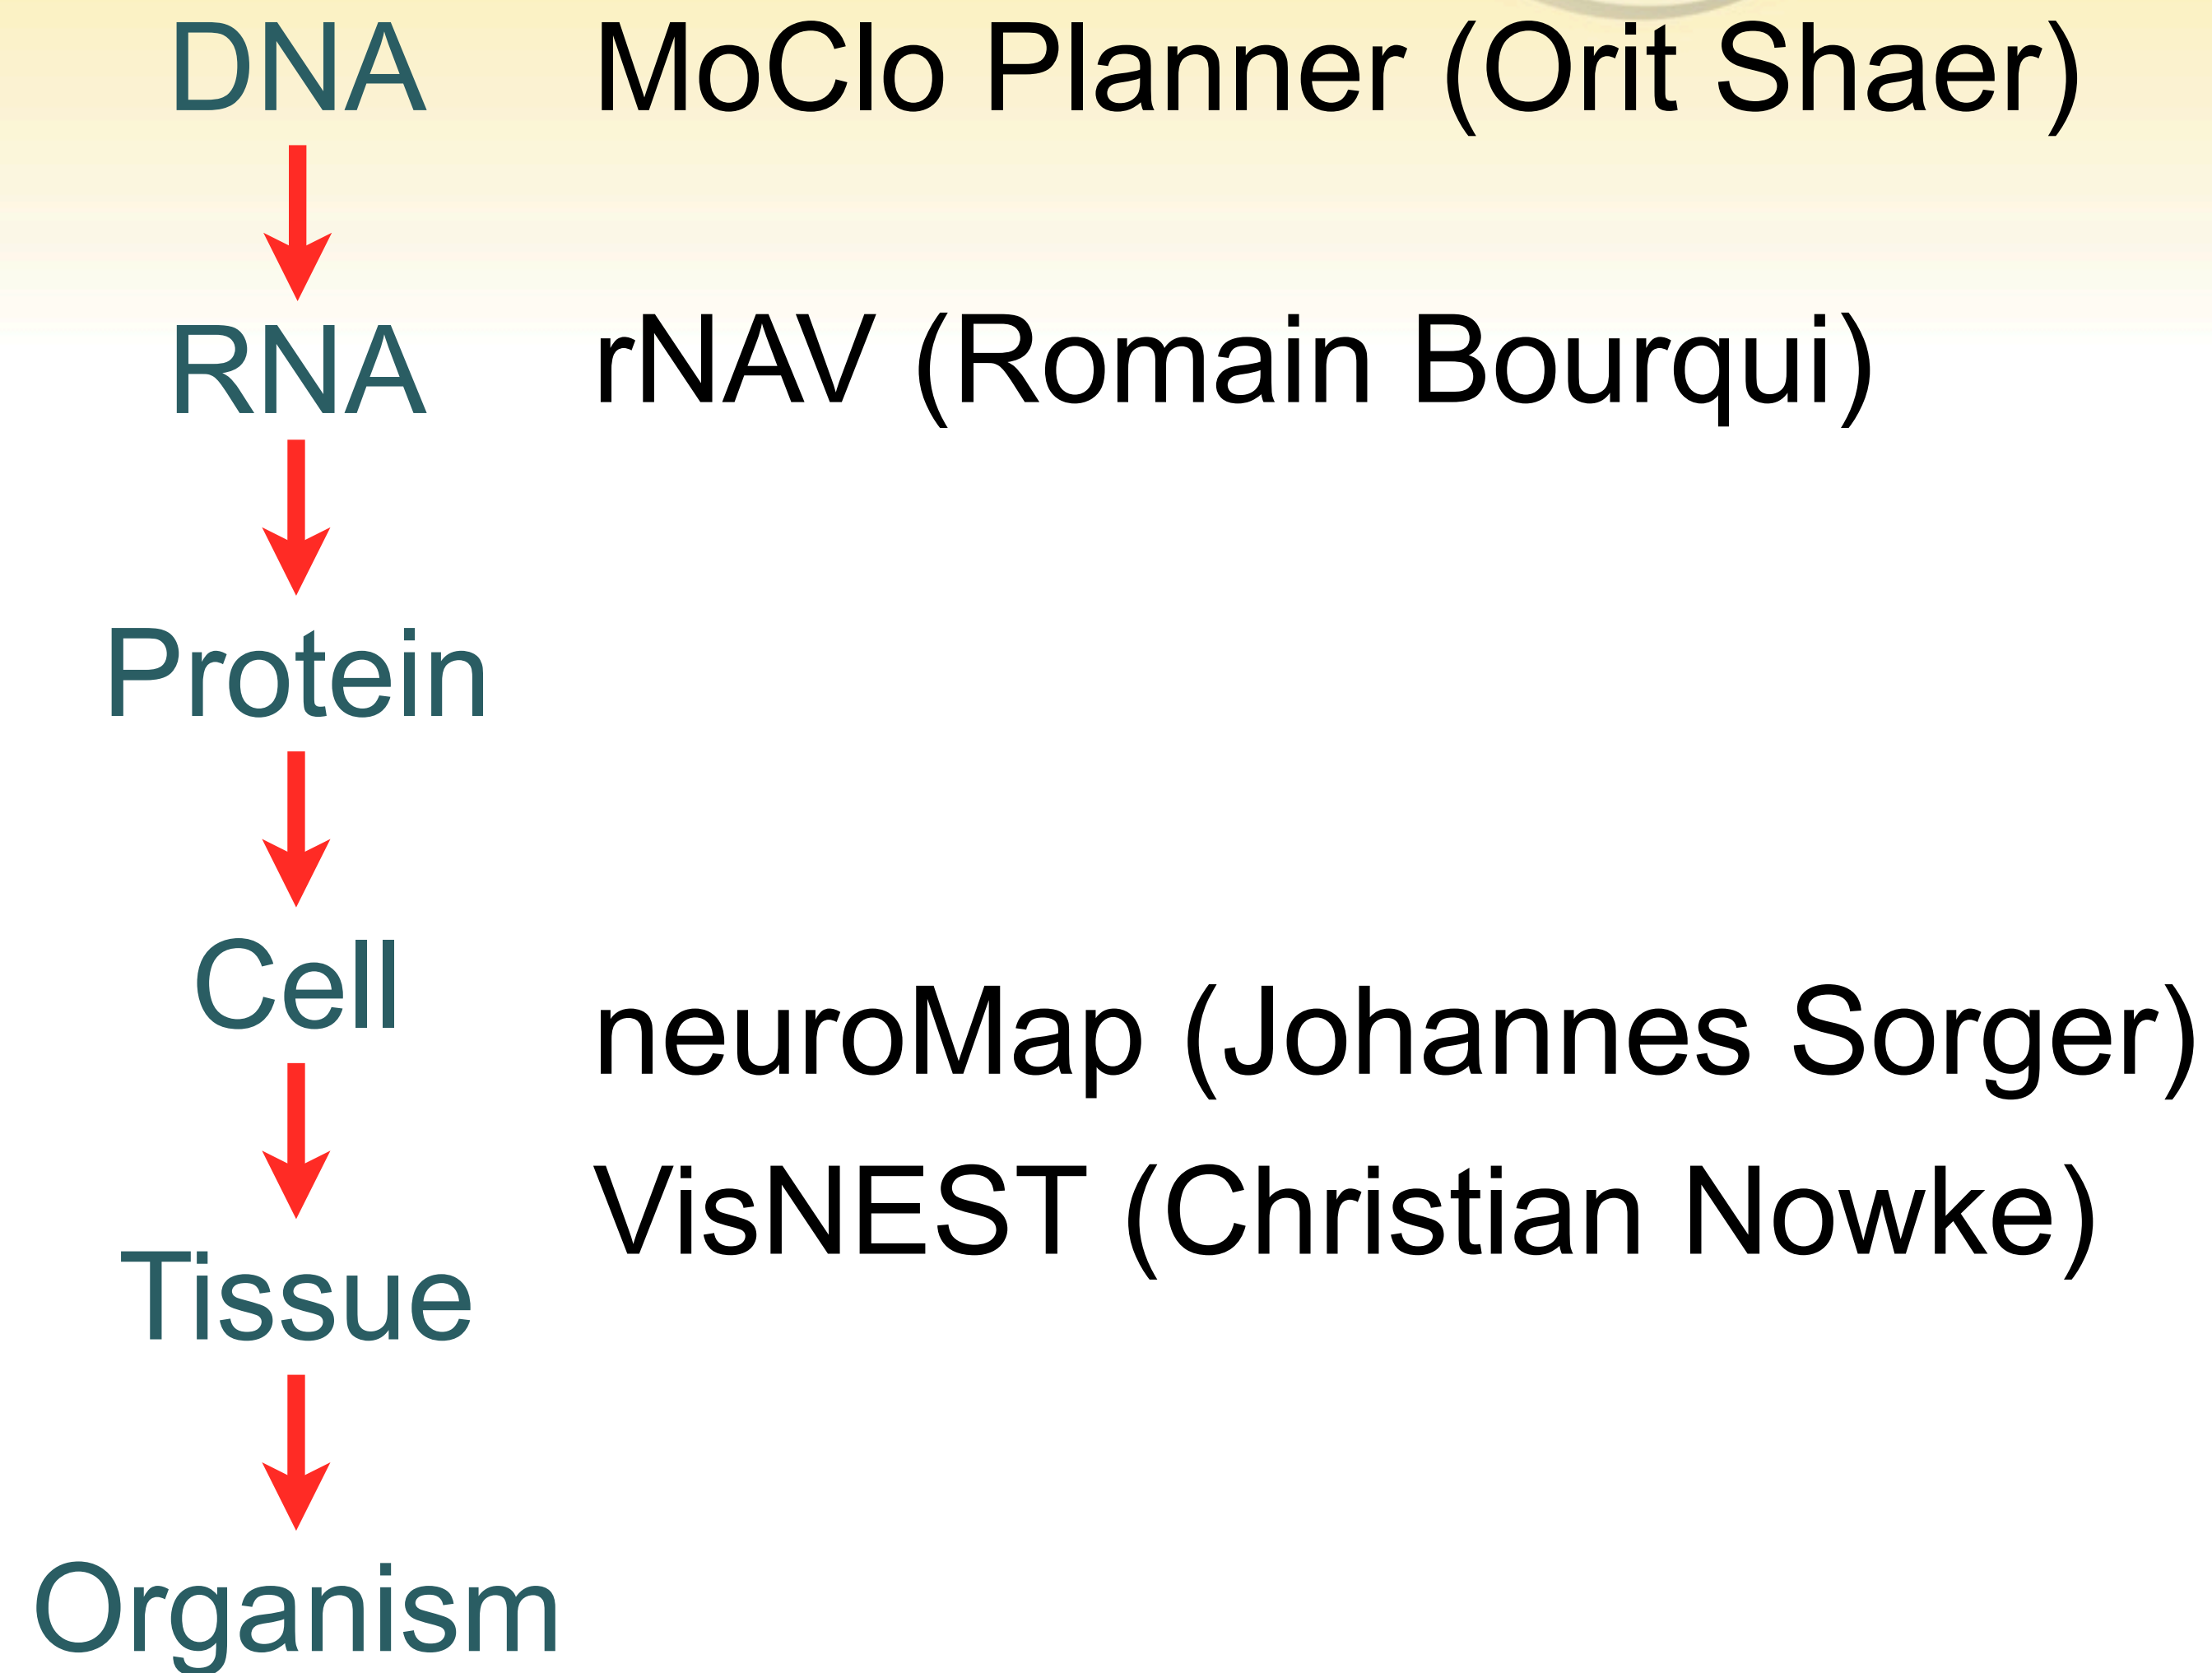 DNA MoClo Planner (Orit Shaer)
RNA rNAV (Romain Bourqui)
Protein
Cell
neuroMap (Johannes Sorger)
VisNEST (Christian Nowke)
Tissue
Organism